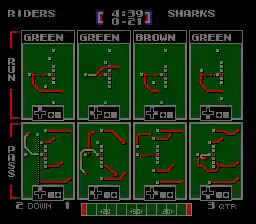 RIDERS 4:39 SHARKS
0-21
GREEN GREEN BROWN GREEN
RUN
PASS
2 DOWN 1 3 QTR